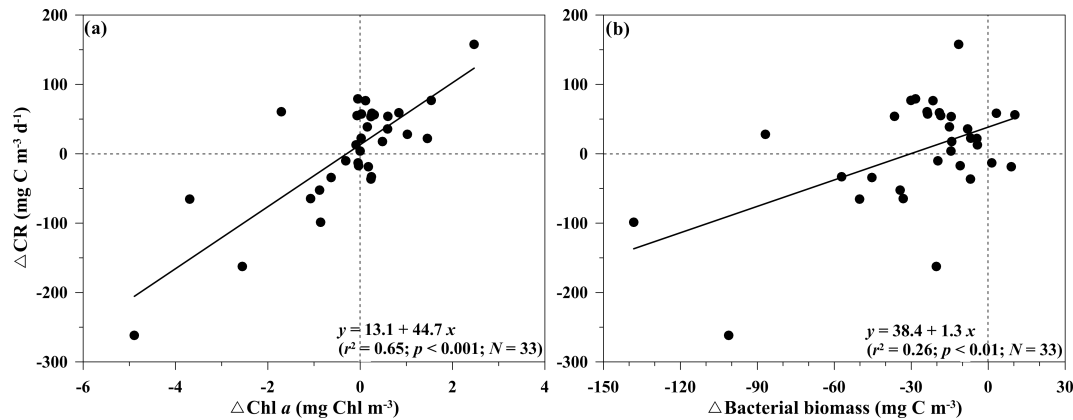 (a)
200
100
0
-100
-200
-300
△CR (mg C m⁻³ d⁻¹)
y = 13.1 + 44.7 x
(r² = 0.65; p < 0.001; N = 33)
-6 -4 -2 0 2 4
△Chl a (mg Chl m⁻³)
(b)
200
100
0
-100
-200
-300
y = 38.4 + 1.3 x
(r² = 0.26; p < 0.01; N = 33)
-150 -120 -90 -60 -30 0 30
△Bacterial biomass (mg C m⁻³)